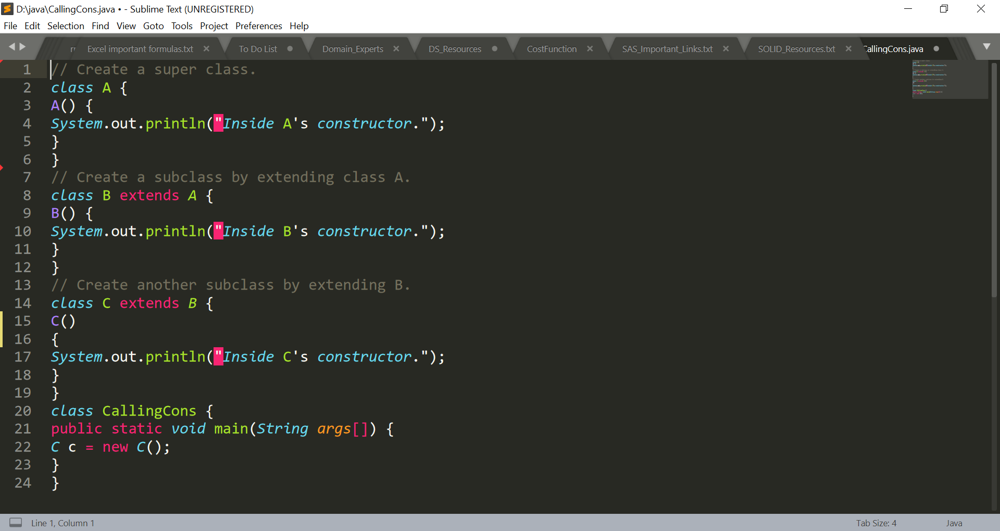 D:\java\CallingCons.java • - Sublime Text (UNREGISTERED)
File Edit Selection Find View Goto Tools Project Preferences Help
Excel important formulas.txt To Do List Domain_Experts DS_Resources CostFunction SAS_Important_Links.txt SOLID_Resources.txt CallingCons.java
1 // Create a super class.
2 class A {
3 A() {
4 System.out.println("Inside A's constructor.");
5 }
6 }
7 // Create a subclass by extending class A.
8 class B extends A {
9 B() {
10 System.out.println("Inside B's constructor.");
11 }
12 }
13 // Create another subclass by extending B.
14 class C extends B {
15 C()
16 {
17 System.out.println("Inside C's constructor.");
18 }
19 }
20 class CallingCons {
21 public static void main(String args[]) {
22 C c = new C();
23 }
24 }
Line 1, Column 1 Tab Size: 4 Java